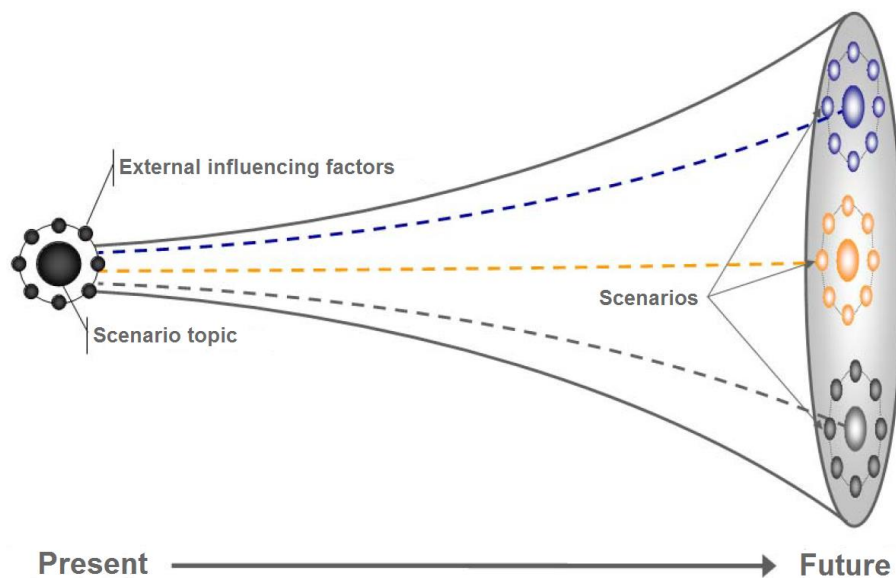 External influencing factors
Scenario topic
Scenarios
Present
Future